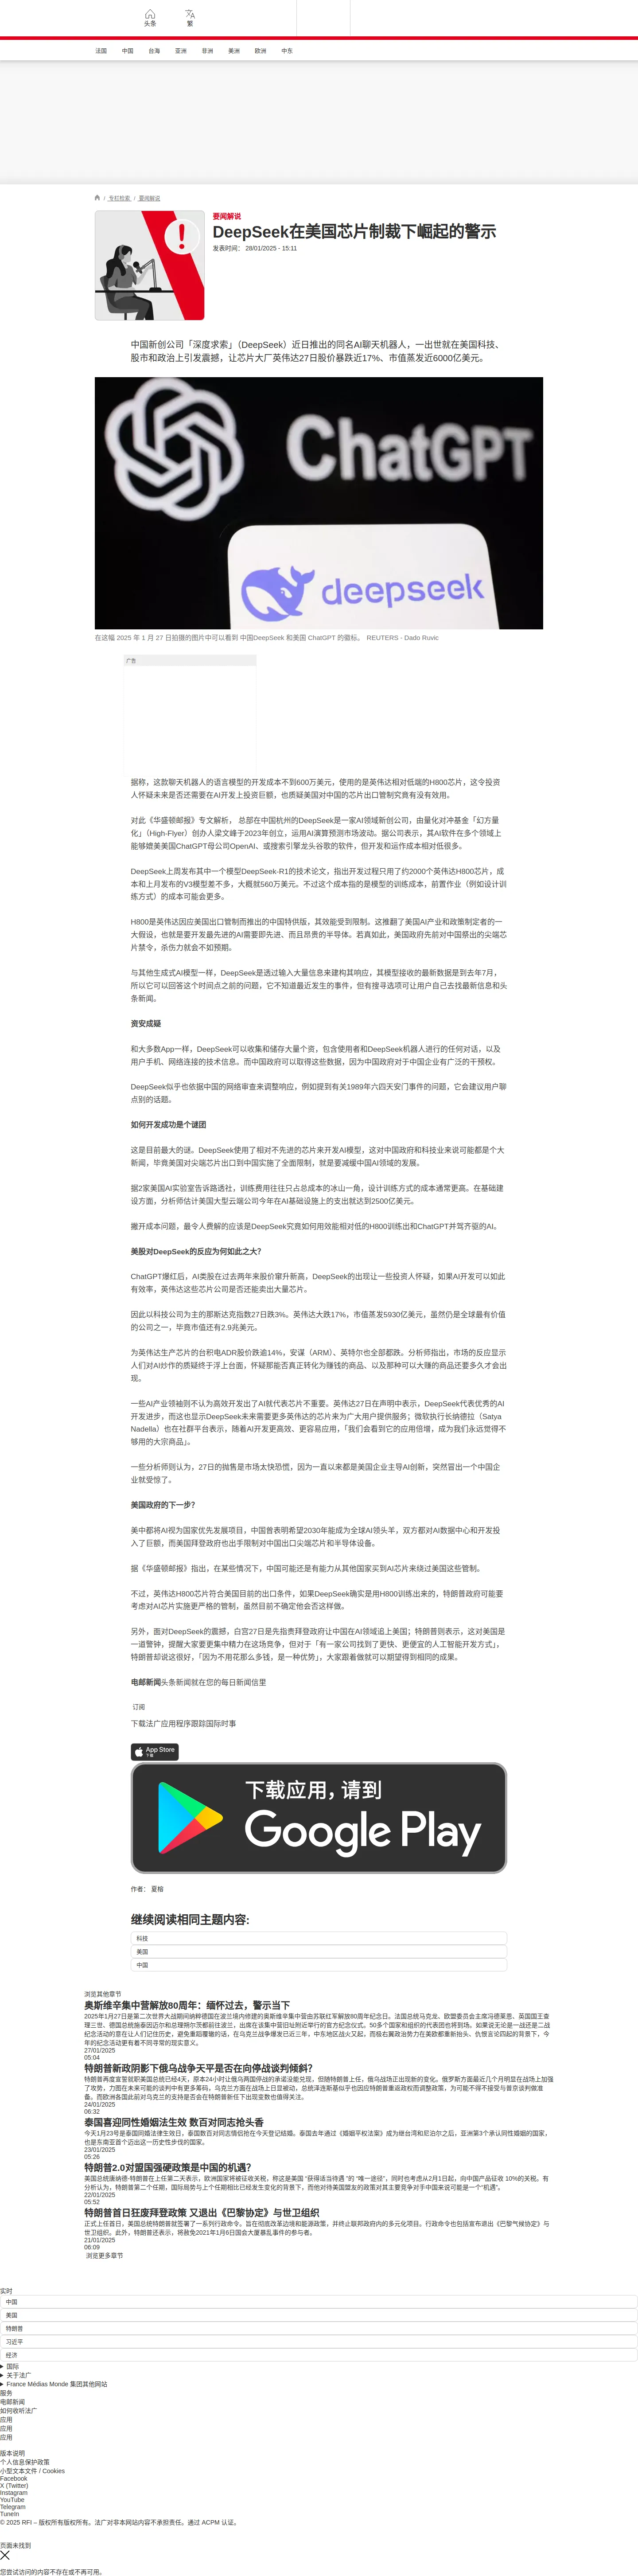 头条
繁
法国 中国 台海 亚洲 非洲 美洲 欧洲 中东
/ 专栏检索 / 要闻解说
要闻解说
DeepSeek在美国芯片制裁下崛起的警示
发表时间： 28/01/2025 - 15:11
中国新创公司「深度求索」（DeepSeek）近日推出的同名AI聊天机器人，一出世就在美国科技、
股市和政治上引发震撼，让芯片大厂英伟达27日股价暴跌近17%、市值蒸发近6000亿美元。
ChatGPT
deepseek
在这幅 2025 年 1 月 27 日拍摄的图片中可以看到 中国DeepSeek 和美国 ChatGPT 的徽标。 REUTERS - Dado Ruvic
广告
据称，这款聊天机器人的语言模型的开发成本不到600万美元，使用的是英伟达相对低端的H800芯片，这令投资
人怀疑未来是否还需要在AI开发上投资巨额，也质疑美国对中国的芯片出口管制究竟有没有效用。
对此《华盛顿邮报》专文解析， 总部在中国杭州的DeepSeek是一家AI领域新创公司，由量化对冲基金「幻方量
化」（High-Flyer）创办人梁文峰于2023年创立，运用AI演算预测市场波动。据公司表示，其AI软件在多个领域上
能够媲美美国ChatGPT母公司OpenAI、或搜索引擎龙头谷歌的软件，但开发和运作成本相对低很多。
DeepSeek上周发布其中一个模型DeepSeek-R1的技术论文，指出开发过程只用了约2000个英伟达H800芯片，成
本和上月发布的V3模型差不多，大概就560万美元。不过这个成本指的是模型的训练成本，前置作业（例如设计训
练方式）的成本可能会更多。
H800是英伟达因应美国出口管制而推出的中国特供版，其效能受到限制。这推翻了美国AI产业和政策制定者的一
大假设，也就是要开发最先进的AI需要即先进、而且昂贵的半导体。若真如此，美国政府先前对中国祭出的尖端芯
片禁令，杀伤力就会不如预期。
与其他生成式AI模型一样，DeepSeek是透过输入大量信息来建构其响应，其模型接收的最新数据是到去年7月，
所以它可以回答这个时间点之前的问题，它不知道最近发生的事件，但有搜寻选项可让用户自己去找最新信息和头
条新闻。
资安成疑
和大多数App一样，DeepSeek可以收集和储存大量个资，包含使用者和DeepSeek机器人进行的任何对话，以及
用户手机、网络连接的技术信息。而中国政府可以取得这些数据，因为中国政府对于中国企业有广泛的干预权。
DeepSeek似乎也依据中国的网络审查来调整响应，例如提到有关1989年六四天安门事件的问题，它会建议用户聊
点别的话题。
如何开发成功是个谜团
这是目前最大的谜。DeepSeek使用了相对不先进的芯片来开发AI模型，这对中国政府和科技业来说可能都是个大
新闻，毕竟美国对尖端芯片出口到中国实施了全面限制，就是要减缓中国AI领域的发展。
据2家美国AI实验室告诉路透社，训练费用往往只占总成本的冰山一角，设计训练方式的成本通常更高。在基础建
设方面，分析师估计美国大型云端公司今年在AI基础设施上的支出就达到2500亿美元。
撇开成本问题，最令人费解的应该是DeepSeek究竟如何用效能相对低的H800训练出和ChatGPT并驾齐驱的AI。
美股对DeepSeek的反应为何如此之大？
ChatGPT爆红后，AI类股在过去两年来股价窜升新高，DeepSeek的出现让一些投资人怀疑，如果AI开发可以如此
有效率，英伟达这些芯片公司是否还能卖出大量芯片。
因此以科技公司为主的那斯达克指数27日跌3%。英伟达大跌17%，市值蒸发5930亿美元，虽然仍是全球最有价值
的公司之一，毕竟市值还有2.9兆美元。
为英伟达生产芯片的台积电ADR股价跌逾14%，安谋（ARM）、英特尔也全部都跌。分析师指出，市场的反应显示
人们对AI炒作的质疑终于浮上台面，怀疑那能否真正转化为赚钱的商品、以及那种可以大赚的商品还要多久才会出
现。
一些AI产业领袖则不认为高效开发出了AI就代表芯片不重要。英伟达27日在声明中表示，DeepSeek代表优秀的AI
开发进步，而这也显示DeepSeek未来需要更多英伟达的芯片来为广大用户提供服务；微软执行长纳德拉（Satya
Nadella）也在社群平台表示，随着AI开发更高效、更容易应用，「我们会看到它的应用倍增，成为我们永远觉得不
够用的大宗商品」。
一些分析师则认为，27日的抛售是市场太快恐慌，因为一直以来都是美国企业主导AI创新，突然冒出一个中国企
业就受惊了。
美国政府的下一步？
美中都将AI视为国家优先发展项目，中国曾表明希望2030年能成为全球AI领头羊，双方都对AI数据中心和开发投
入了巨额，而美国拜登政府也出手限制对中国出口尖端芯片和半导体设备。
据《华盛顿邮报》指出，在某些情况下，中国可能还是有能力从其他国家买到AI芯片来绕过美国这些管制。
不过，英伟达H800芯片符合美国目前的出口条件，如果DeepSeek确实是用H800训练出来的，特朗普政府可能要
考虑对AI芯片实施更严格的管制，虽然目前不确定他会否这样做。
另外，面对DeepSeek的震撼，白宫27日是先指责拜登政府让中国在AI领域追上美国；特朗普则表示，这对美国是
一道警钟，提醒大家要更集中精力在这场竞争，但对于「有一家公司找到了更快、更便宜的人工智能开发方式」，
特朗普却说这很好，「因为不用花那么多钱，是一种优势」，大家跟着做就可以期望得到相同的成果。
电邮新闻头条新闻就在您的每日新闻信里
订阅
下载法广应用程序跟踪国际时事
App Store
下载
下载应用，请到
Google Play
作者： 夏榕
继续阅读相同主题内容:
科技
美国
中国
浏览其他章节
奥斯维辛集中营解放80周年：缅怀过去，警示当下
2025年1月27日是第二次世界大战期间纳粹德国在波兰境内修建的奥斯维辛集中营由苏联红军解放80周年纪念日。法国总统马克龙、欧盟委员会主席冯德莱恩、英国国王查
理三世、德国总统施泰因迈尔和总理朔尔茨都前往波兰，出席在该集中营旧址附近举行的官方纪念仪式。50多个国家和组织的代表团也将到场。如果说无论是一战还是二战
纪念活动的意在让人们记住历史，避免重蹈覆辙的话，在乌克兰战争爆发已近三年，中东地区战火又起，而极右翼政治势力在美欧都重新抬头、仇恨言论四起的背景下，今
年的纪念活动更有着不同寻常的现实意义。
27/01/2025
05:04
特朗普新政阴影下俄乌战争天平是否在向停战谈判倾斜？
特朗普再度宣誓就职美国总统已经4天，原本24小时让俄乌两国停战的承诺没能兑现，但随特朗普上任，俄乌战场正出现新的变化。俄罗斯方面最近几个月明显在战场上加强
了攻势，力图在未来可能的谈判中有更多筹码，乌克兰方面在战场上日显被动，总统泽连斯基似乎也因应特朗普重返政权而调整政策，为可能不得不接受与普京谈判做准
备。而欧洲各国此前对乌克兰的支持是否会在特朗普新任下出现变数也值得关注。
24/01/2025
06:32
泰国喜迎同性婚姻法生效 数百对同志抢头香
今天1月23号是泰国同婚法律生效日，泰国数百对同志情侣抢在今天登记结婚。泰国去年通过《婚姻平权法案》成为继台湾和尼泊尔之后，亚洲第3个承认同性婚姻的国家，
也是东南亚首个迈出这一历史性步伐的国家。
23/01/2025
05:26
特朗普2.0对盟国强硬政策是中国的机遇？
美国总统唐纳德-特朗普在上任第二天表示，欧洲国家将被征收关税，称这是美国 "获得适当待遇 "的 "唯一途径"，同时也考虑从2月1日起，向中国产品征收 10%的关税。有
分析认为，特朗普第二个任期，国际局势与上个任期相比已经发生变化的背景下，而他对待美国盟友的政策对其主要竞争对手中国来说可能是一个"机遇"。
22/01/2025
05:52
特朗普首日狂废拜登政策 又退出《巴黎协定》与世卫组织
正式上任首日，美国总统特朗普就签署了一系列行政命令。旨在彻底改革边境和能源政策，并终止联邦政府内的多元化项目。行政命令也包括宣布退出《巴黎气候协定》与
世卫组织。此外，特朗普还表示，将赦免2021年1月6日国会大厦暴乱事件的参与者。
21/01/2025
06:09
浏览更多章节
实时
中国
美国
特朗普
习近平
经济
国际
关于法广
France Médias Monde 集团其他网站
服务
电邮新闻
如何收听法广
应用
应用
应用
版本说明
个人信息保护政策
小型文本文件 / Cookies
Facebook
X (Twitter)
Instagram
YouTube
Telegram
TuneIn
© 2025 RFI – 版权所有版权所有。法广对非本网站内容不承担责任。通过 ACPM 认证。
页面未找到
您尝试访问的内容不存在或不再可用。